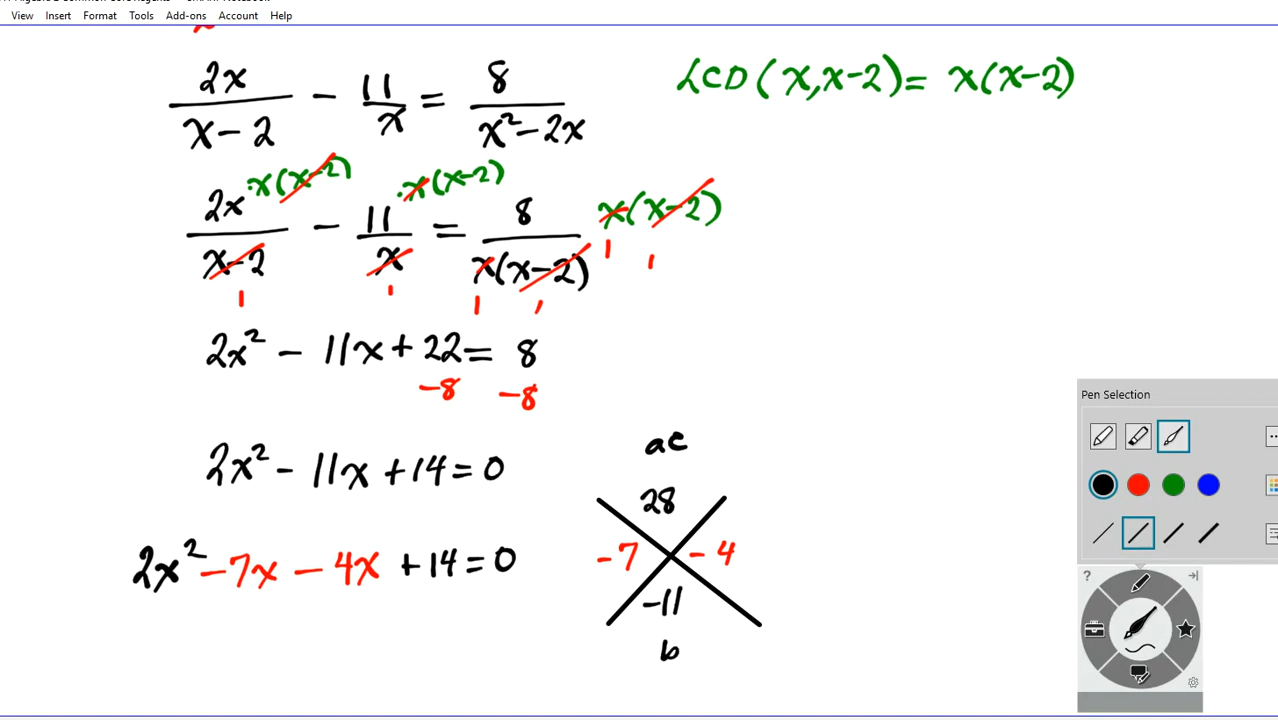 View Insert Format Tools Add-ons Account Help
2x/(x-2) - 11/x = 8/(x²-2x)
LCD(x,x-2)= x(x-2)
2x·x(x-2)/(x-2) - 11·x(x-2)/x = 8/(x(x-2)) x(x-2)
1 1 1 1 1 1
2x² - 11x + 22 = 8
-8 -8
ac
2x² - 11x + 14 = 0
28
2x² - 7x - 4x + 14 = 0
-7 -4
-11
b
Pen Selection
?